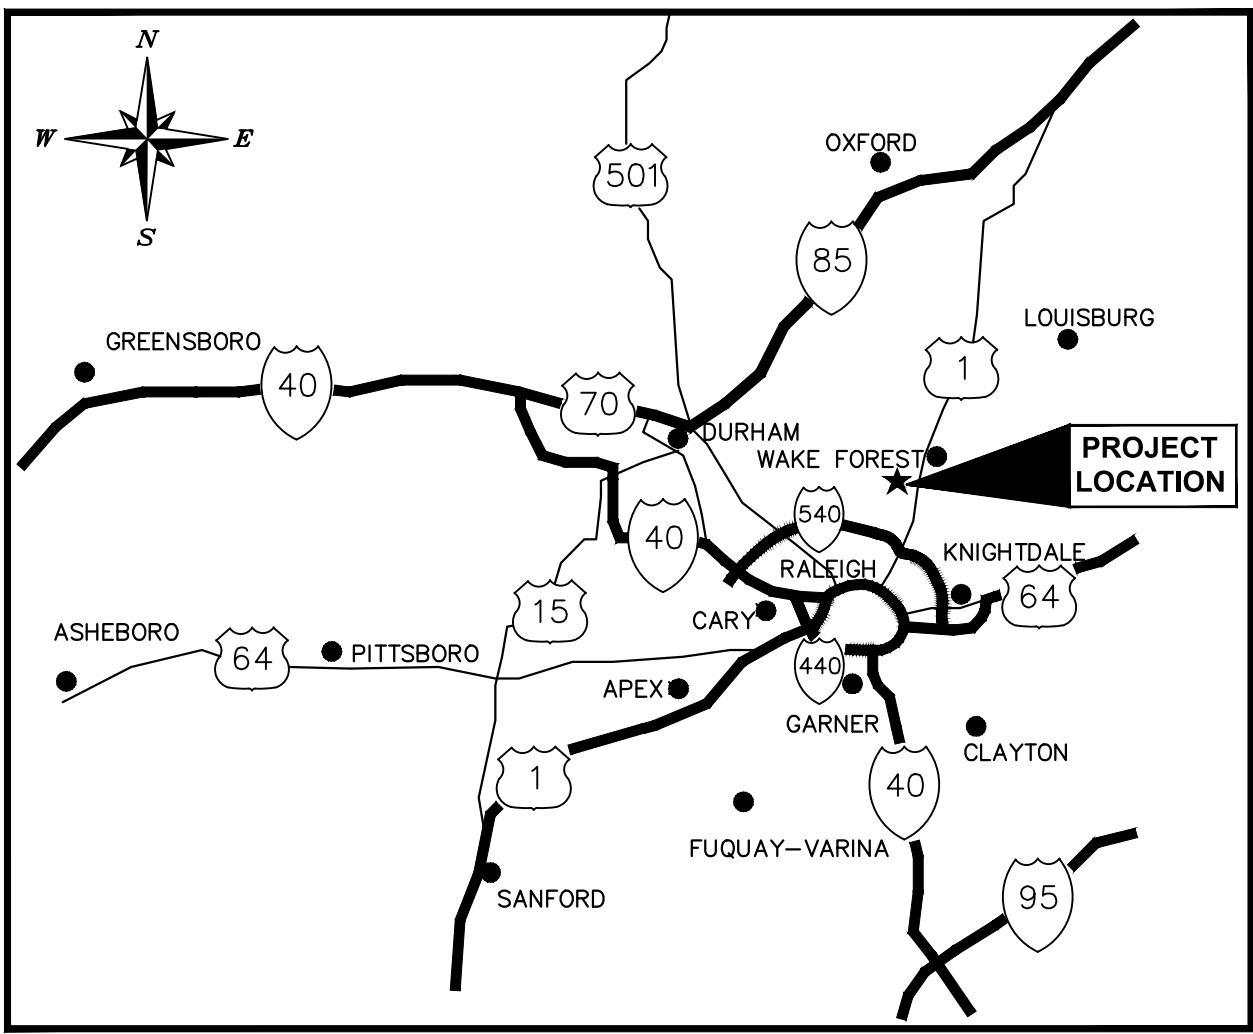 N
W
E
S
501
OXFORD
85
LOUISBURG
GREENSBORO
40
1
70
DURHAM
WAKE FOREST
PROJECT
LOCATION
540
40
KNIGHTDALE
RALEIGH
64
15
CARY
ASHEBORO
64
PITTSBORO
440
APEX
GARNER
CLAYTON
1
40
FUQUAY-VARINA
SANFORD
95